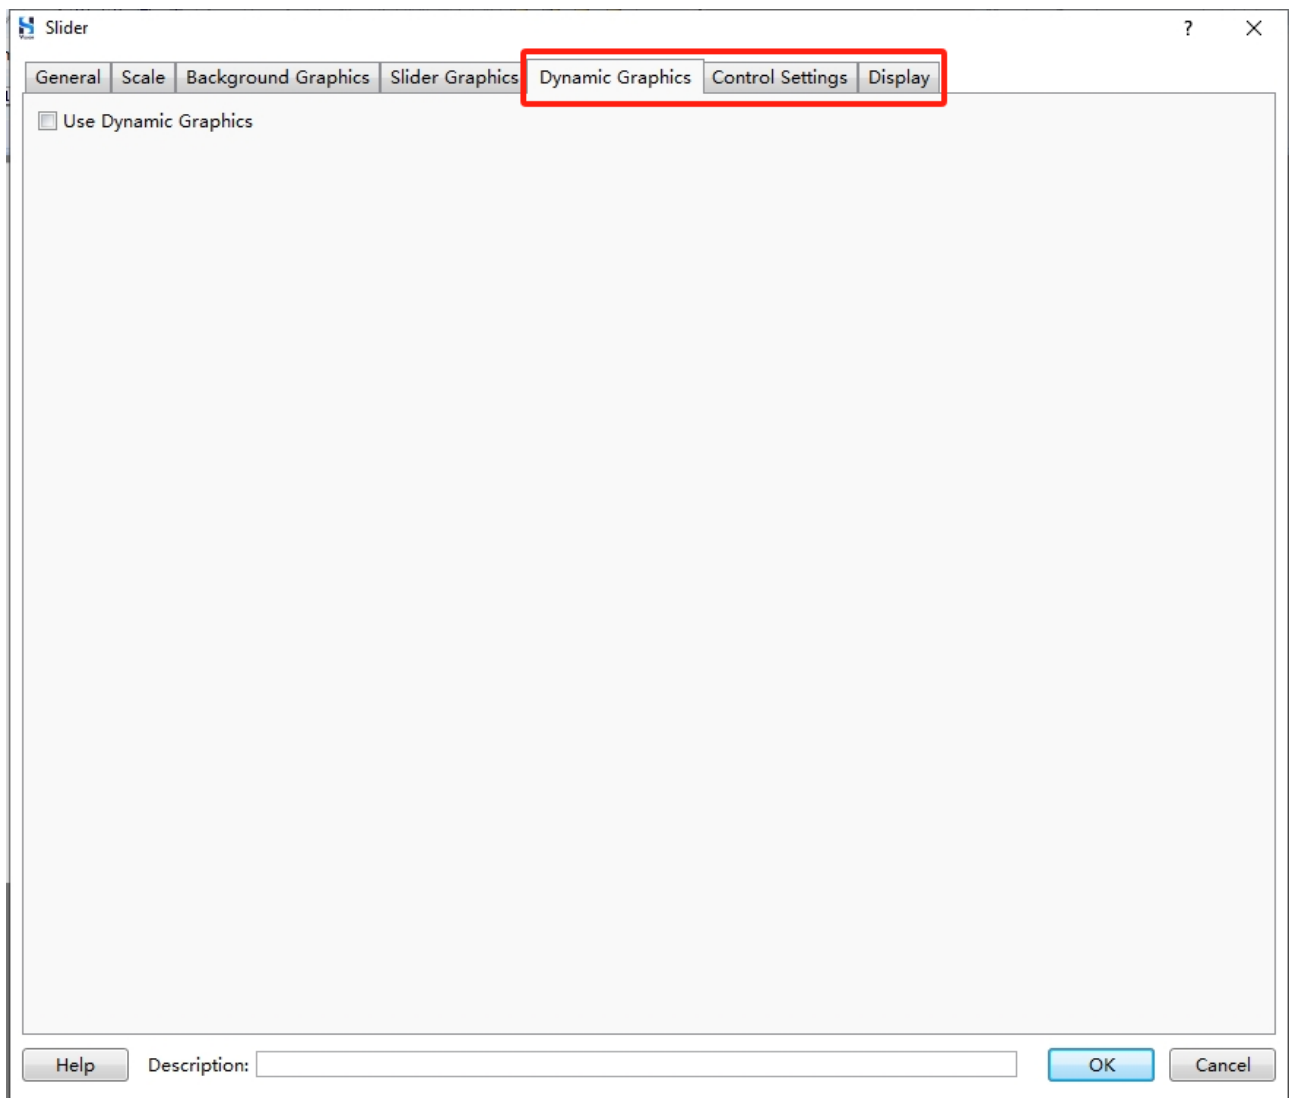 Slider
?
General Scale Background Graphics Slider Graphics Dynamic Graphics Control Settings Display
Use Dynamic Graphics
Help Description: OK Cancel